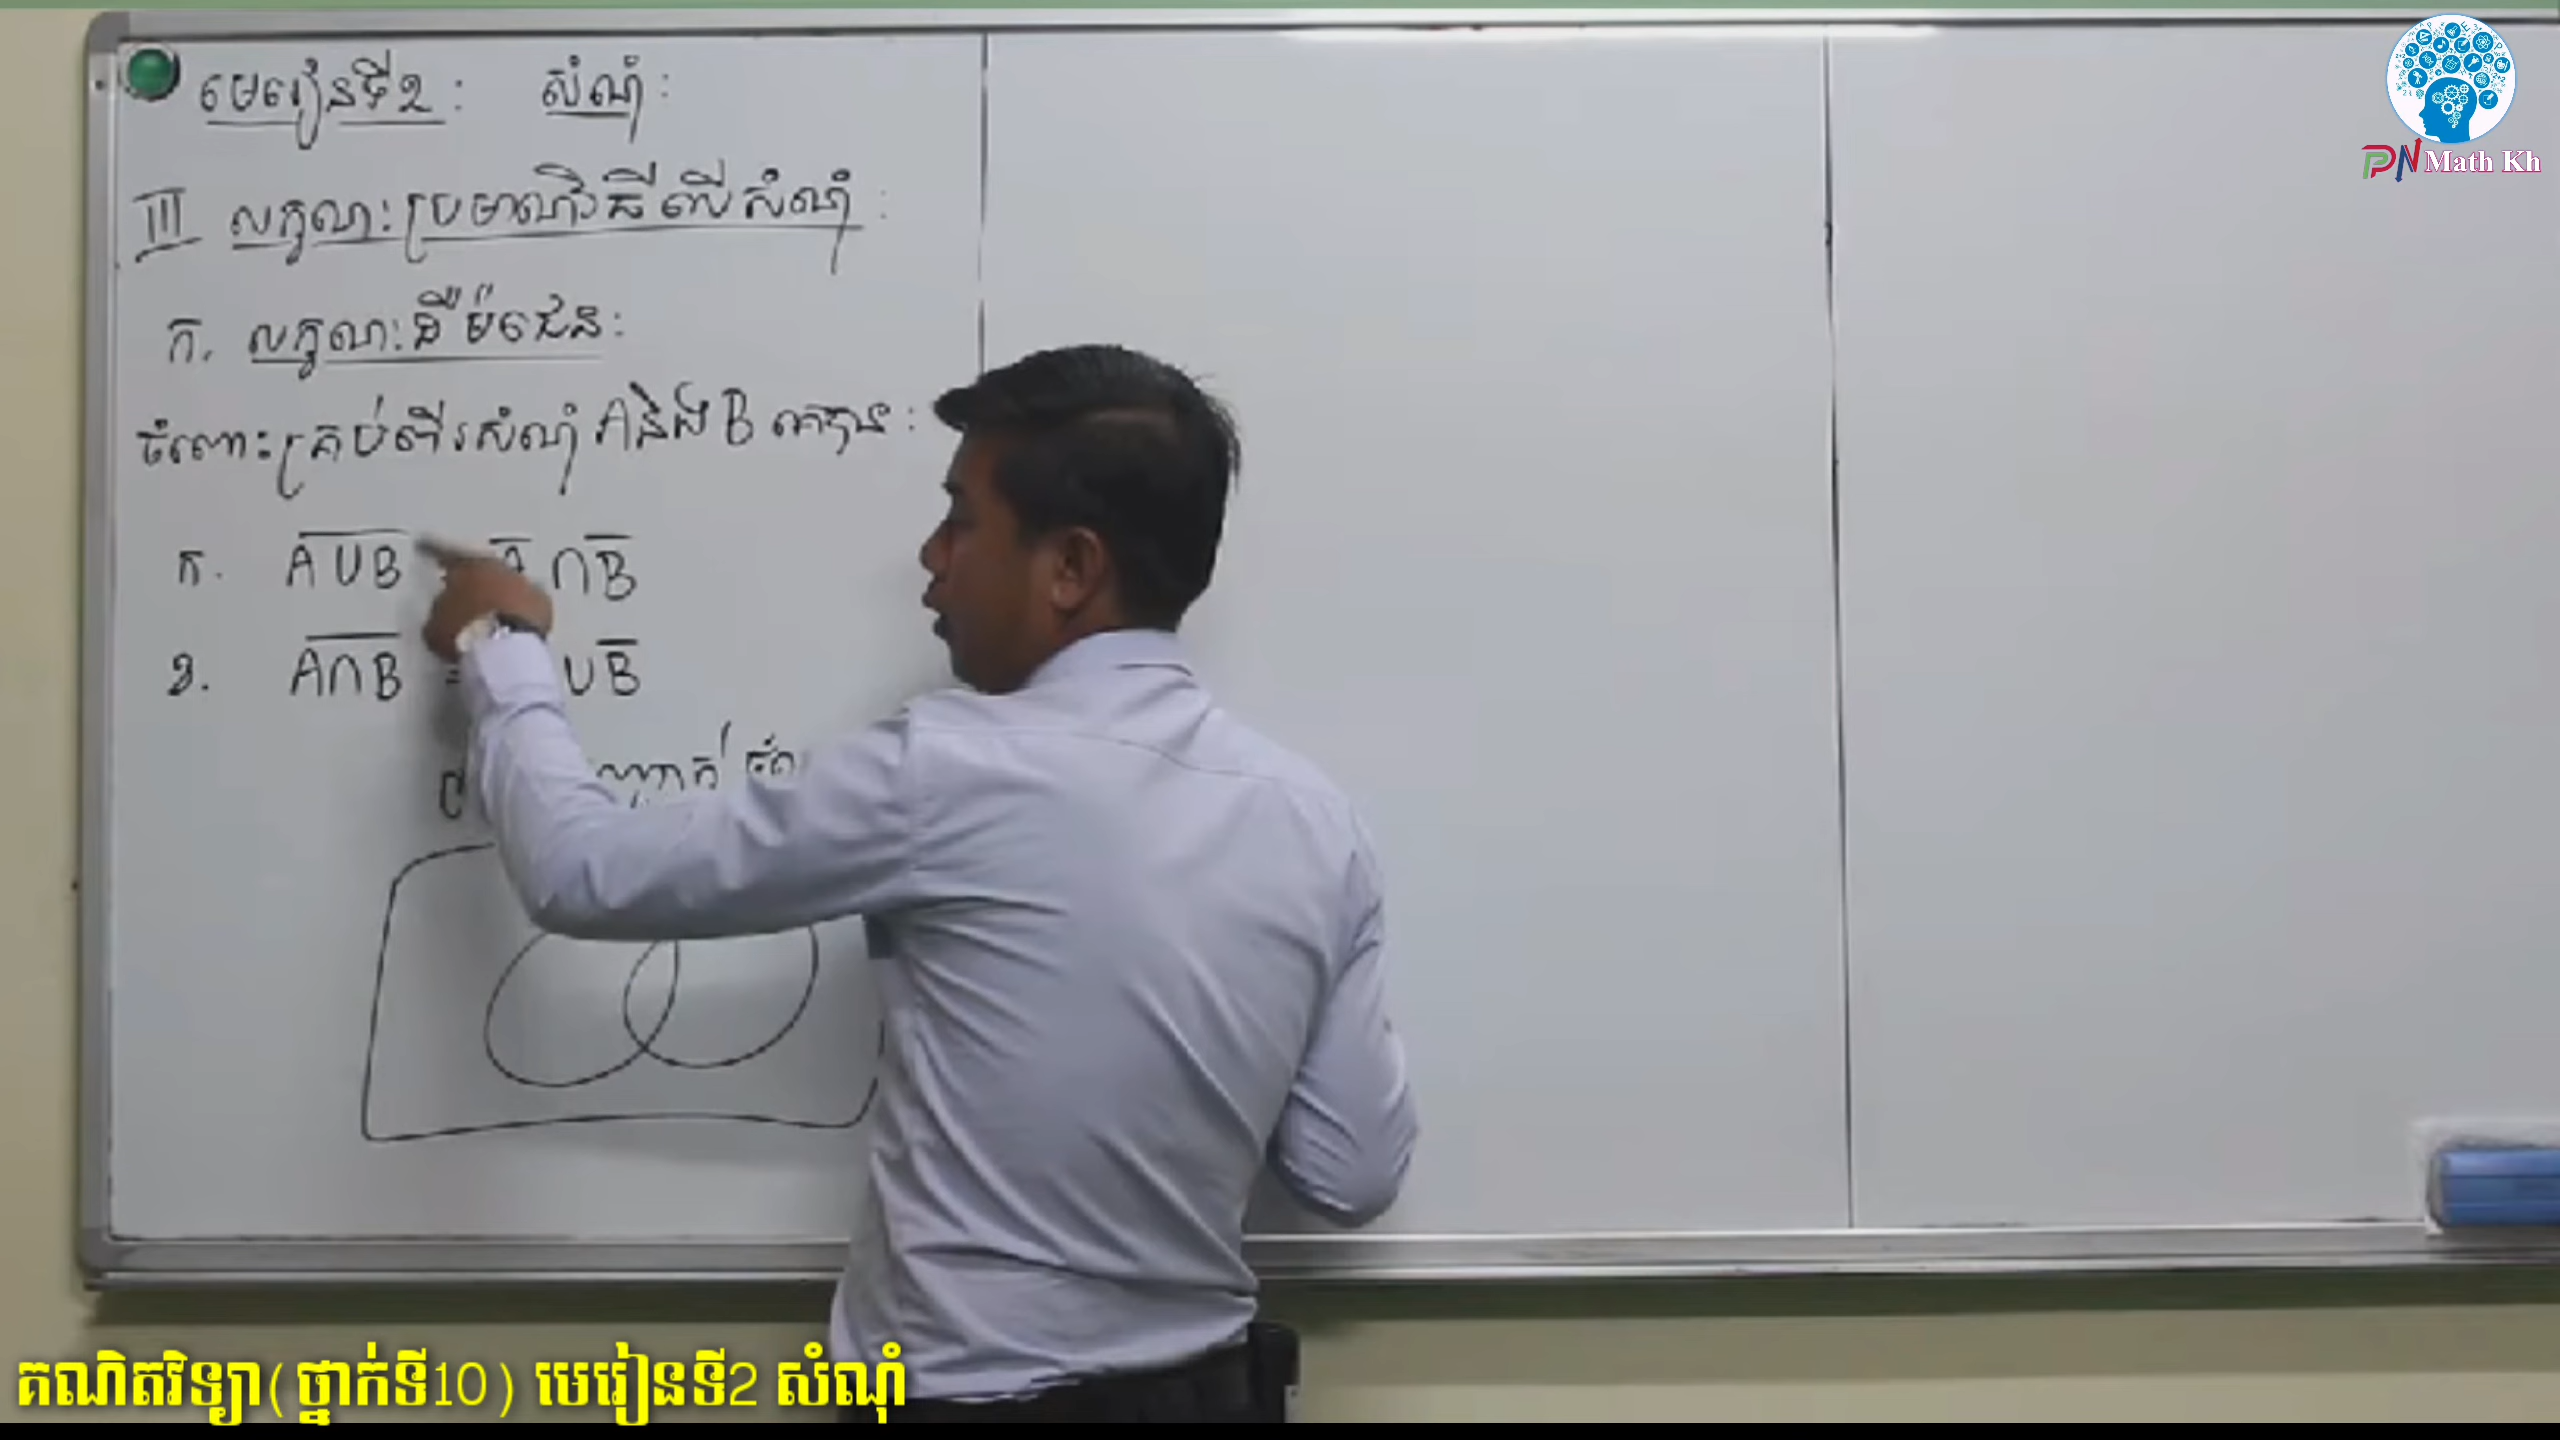 មេរៀនទី២ : សំណុំ :
III លក្ខណៈប្រមាណវិធីលើសំណុំ :
ក. លក្ខណៈឌឺម៉ូហ្គេន :
ចំពោះគ្រប់ពីរសំណុំ A និង B គេបាន :
ក. A∪B̅ A̅ ∩ B̅
ខ. A∩B̅ = ∪ B̅
PN Math Kh
គណិតវិទ្យា(ថ្នាក់ទី10) មេរៀនទី2 សំណុំ